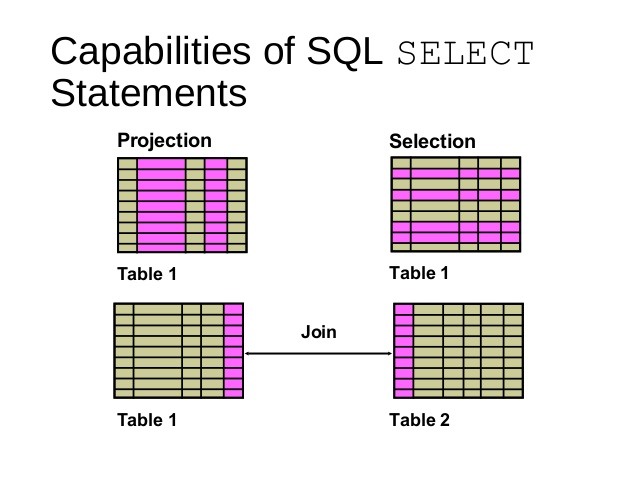 Capabilities of SQL SELECT
Statements
Projection
Selection
Table 1
Table 1
Join
Table 1
Table 2